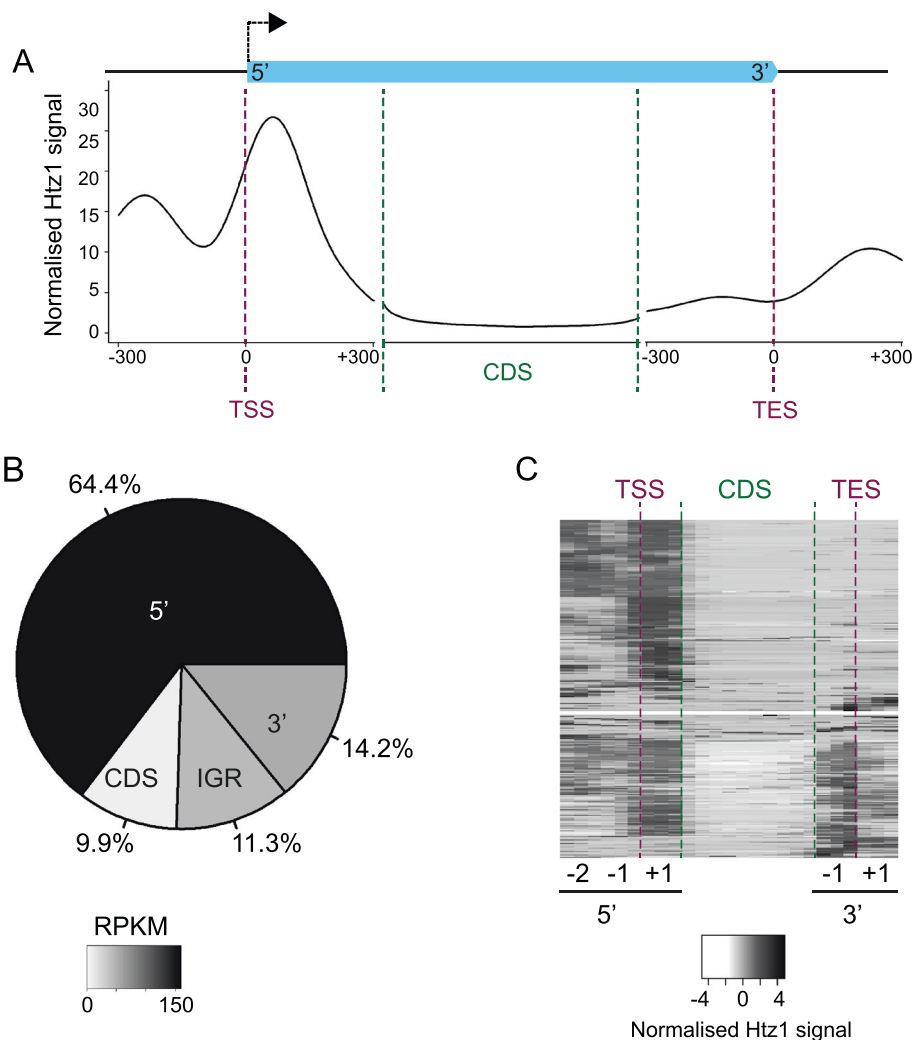 A
5’
3’
Normalised Htz1 signal
30
25
20
15
10
5
0
-300
0
+300
-300
0
+300
CDS
TSS
TES
B
64.4%
5’
3’
14.2%
CDS
IGR
9.9%
11.3%
RPKM
0
150
C
TSS
CDS
TES
-2
-1
+1
-1
+1
5’
3’
-4
0
4
Normalised Htz1 signal